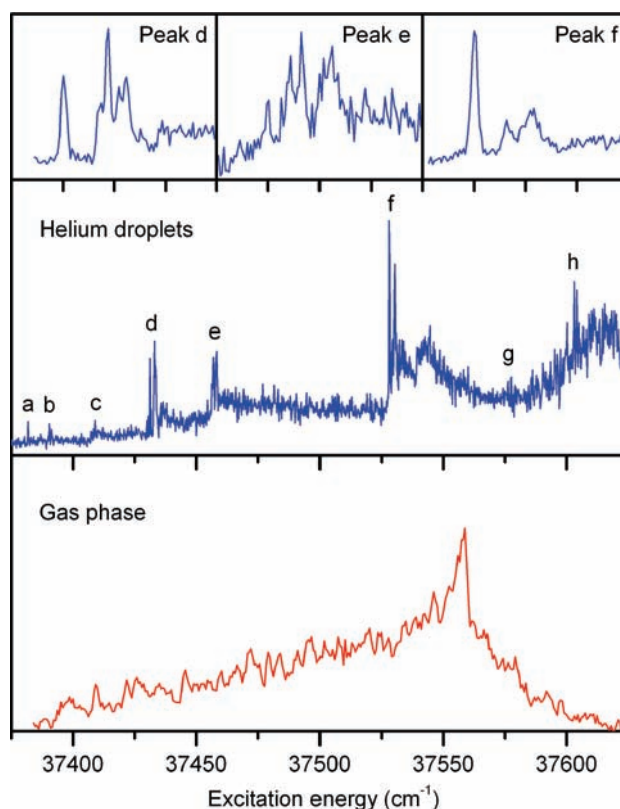 Peak d Peak e Peak f
Helium droplets
a b c d e f g h
Gas phase
37400 37450 37500 37550 37600
Excitation energy (cm⁻¹)